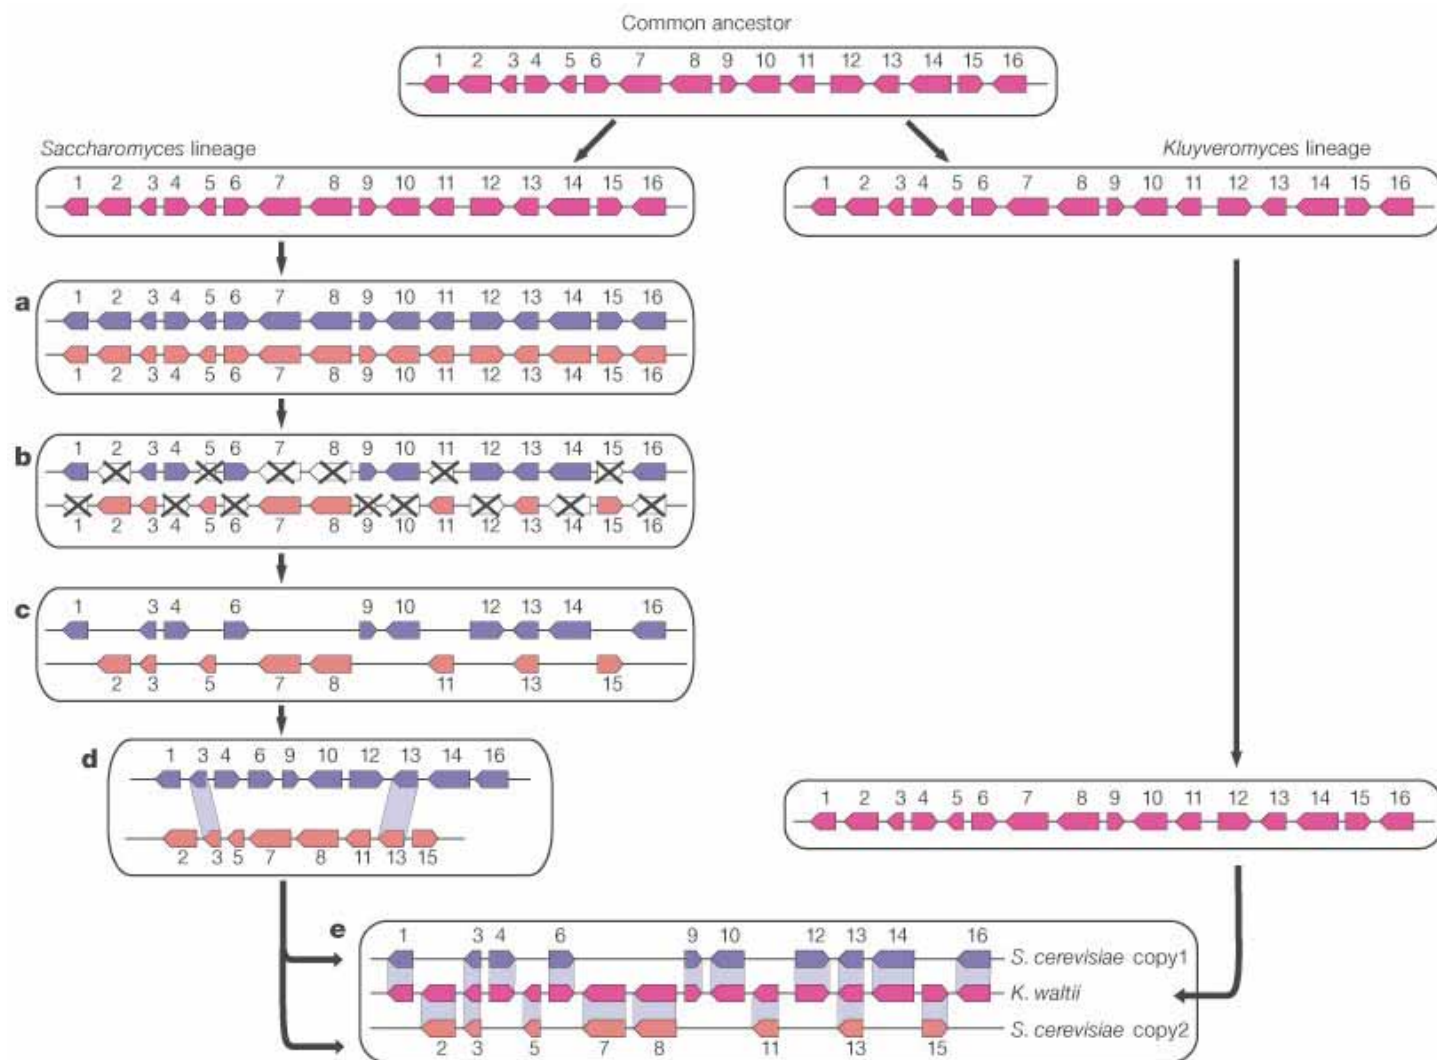 Common ancestor
1 2 3 4 5 6 7 8 9 10 11 12 13 14 15 16
Saccharomyces lineage
Kluyveromyces lineage
1 2 3 4 5 6 7 8 9 10 11 12 13 14 15 16
1 2 3 4 5 6 7 8 9 10 11 12 13 14 15 16
a
1 2 3 4 5 6 7 8 9 10 11 12 13 14 15 16
1 2 3 4 5 6 7 8 9 10 11 12 13 14 15 16
b
1 2 3 4 5 6 7 8 9 10 11 12 13 14 15 16
1 2 3 4 5 6 7 8 9 10 11 12 13 14 15 16
c
1 3 4 6 9 10 12 13 14 16
2 3 5 7 8 11 13 15
d
1 3 4 6 9 10 12 13 14 16
2 3 5 7 8 11 13 15
1 2 3 4 5 6 7 8 9 10 11 12 13 14 15 16
e
1 3 4 6 9 10 12 13 14 16
S. cerevisiae copy1
K. waltii
S. cerevisiae copy2
2 3 5 7 8 11 13 15